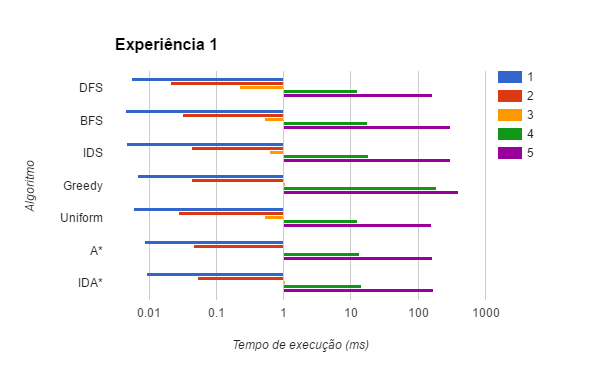 Experiência 1
DFS
BFS
IDS
Greedy
Uniform
A*
IDA*
Algoritmo
0.01 0.1 1 10 100 1000
Tempo de execução (ms)
1
2
3
4
5